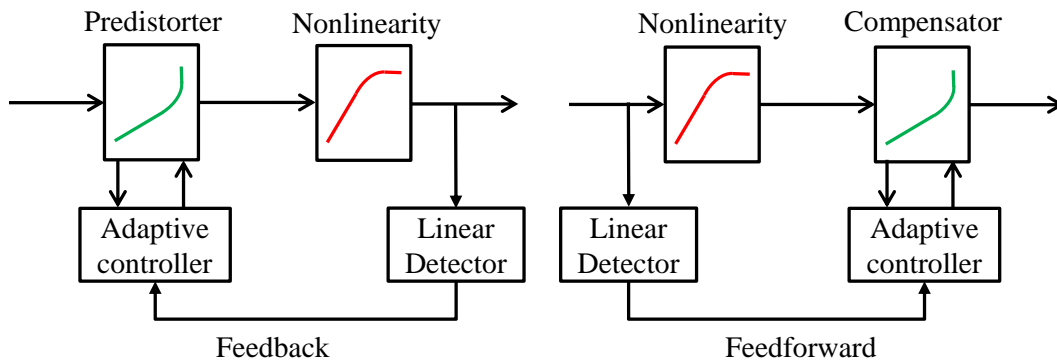 Predistorter
Nonlinearity
Adaptive
controller
Linear
Detector
Feedback
Nonlinearity
Compensator
Linear
Detector
Adaptive
controller
Feedforward